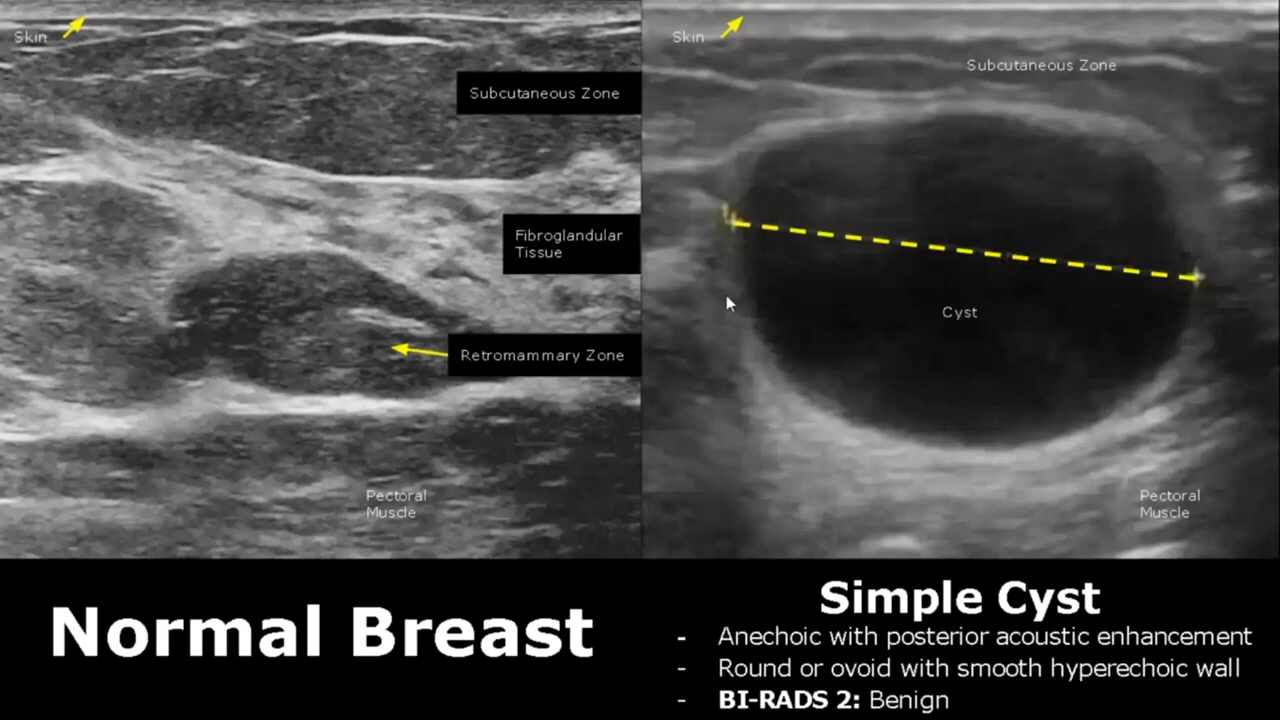 Skin
Subcutaneous Zone
Fibroglandular
Tissue
Retromammary Zone
Pectoral
Muscle
Normal Breast
Skin
Subcutaneous Zone
Cyst
Pectoral
Muscle
Simple Cyst
- Anechoic with posterior acoustic enhancement
- Round or ovoid with smooth hyperechoic wall
- BI-RADS 2: Benign